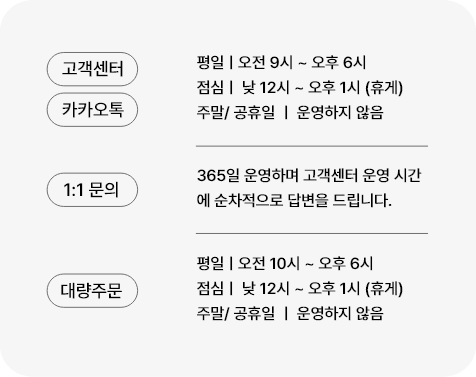 고객센터
카카오톡
평일 | 오전 9시 ~ 오후 6시
점심 | 낮 12시 ~ 오후 1시 (휴게)
주말/ 공휴일 | 운영하지 않음
1:1 문의
365일 운영하며 고객센터 운영 시간
에 순차적으로 답변을 드립니다.
대량주문
평일 | 오전 10시 ~ 오후 6시
점심 | 낮 12시 ~ 오후 1시 (휴게)
주말/ 공휴일 | 운영하지 않음